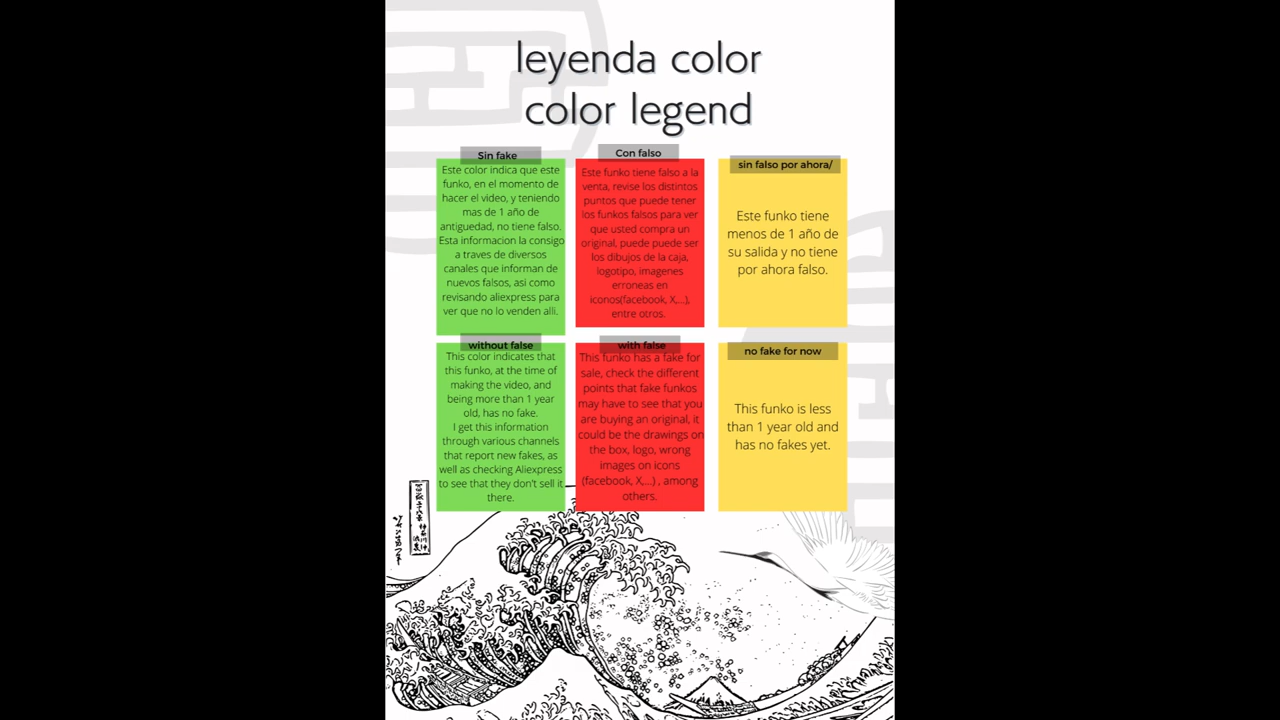 leyenda color
color legend
Sin fake
Este color indica que este
funko, en el momento de
hacer el video, y teniendo
mas de 1 año de
antiguedad, no tiene falso.
Esta informacion la consigo
a traves de diversos
canales que informan de
nuevos falsos, asi como
revisando aliexpress para
ver que no lo venden alli.
Con falso
Este funko tiene falso a la
venta, revise los distintos
puntos que puede tener
los funkos falsos para ver
que usted compra un
original, puede puede ser
los dibujos de la caja,
logotipo, imagenes
erroneas en
iconos(facebook, X,...),
entre otros.
sin falso por ahora/
Este funko tiene
menos de 1 año de
su salida y no tiene
por ahora falso.
without false
This color indicates that
this funko, at the time of
making the video, and
being more than 1 year
old, has no fake.
I get this information
through various channels
that report new fakes, as
well as checking Aliexpress
to see that they don't sell it
there.
with false
This funko has a fake for
sale, check the different
points that fake funkos
may have to see that you
are buying an original, it
could be the drawings on
the box, logo, wrong
images on icons
(facebook, X,...) , among
others.
no fake for now
This funko is less
than 1 year old and
has no fakes yet.